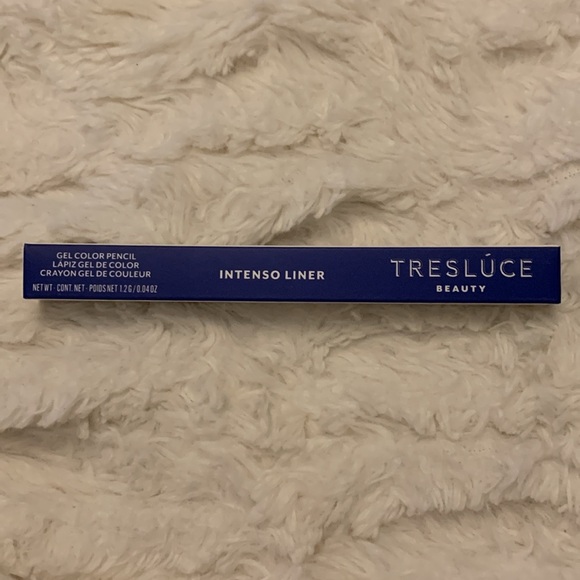 GEL COLOR PENCIL
LÁPIZ GEL DE COLOR
CRAYON GEL DE COULEUR
NET WT · CONT. NET · POIDS NET 1.2 G / 0.04 OZ
INTENSO LINER
TRESLÚCE
BEAUTY